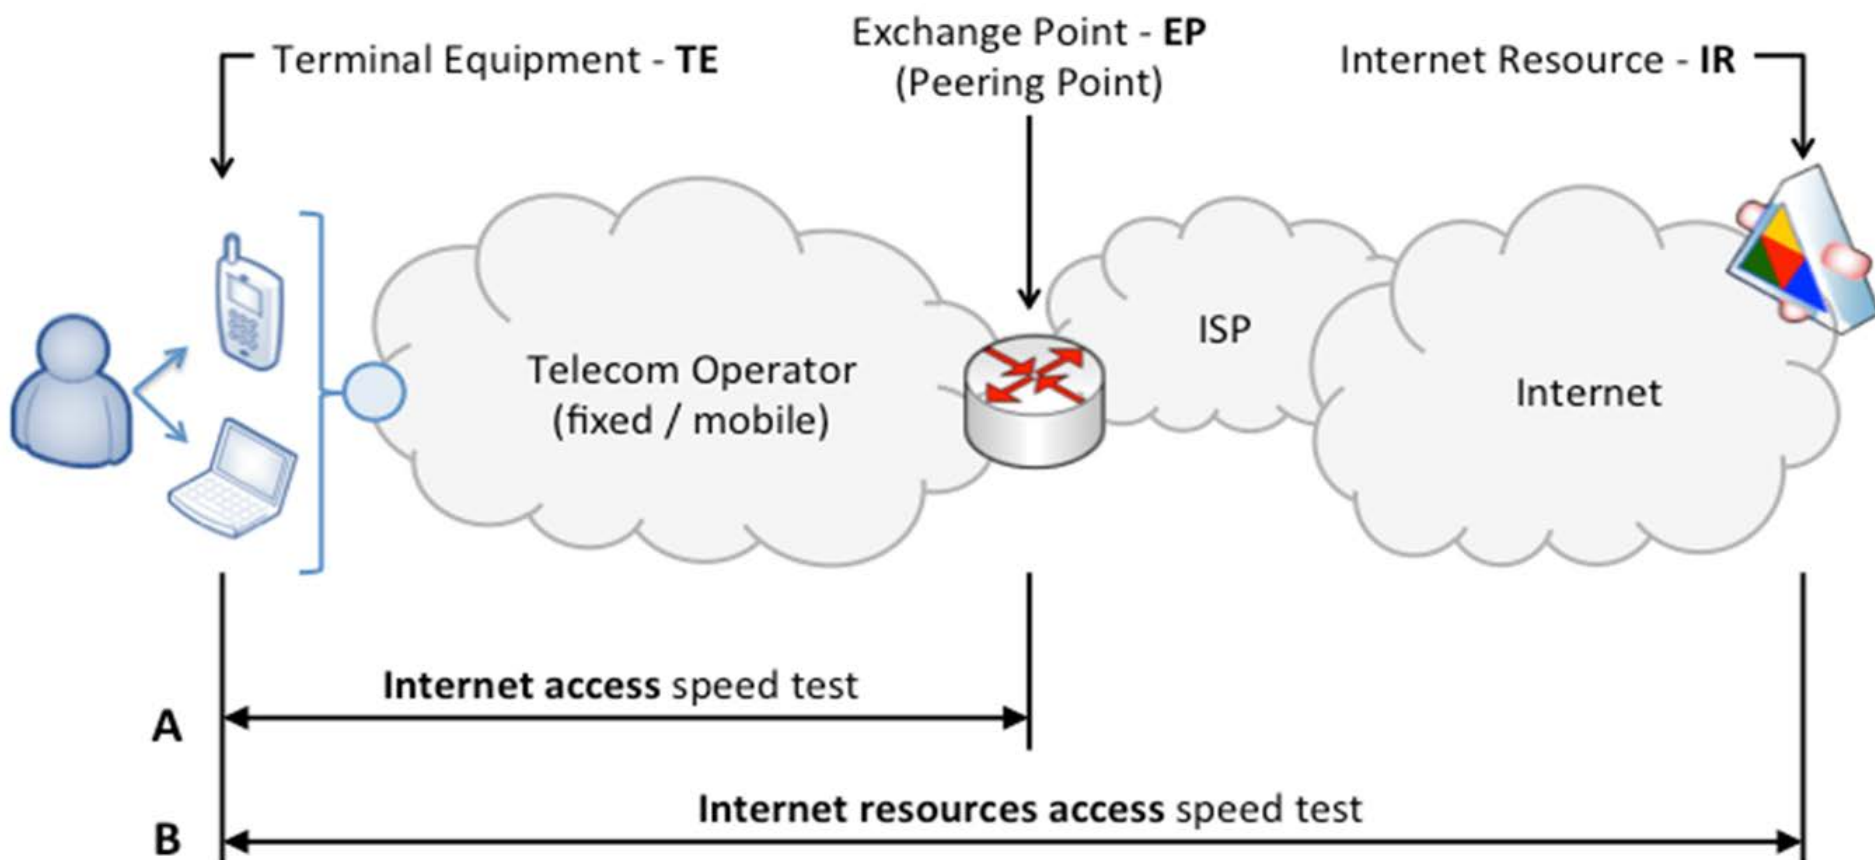 Terminal Equipment - TE
Exchange Point - EP
(Peering Point)
Internet Resource - IR
Telecom Operator
(fixed / mobile)
ISP
Internet
Internet access speed test
A
Internet resources access speed test
B